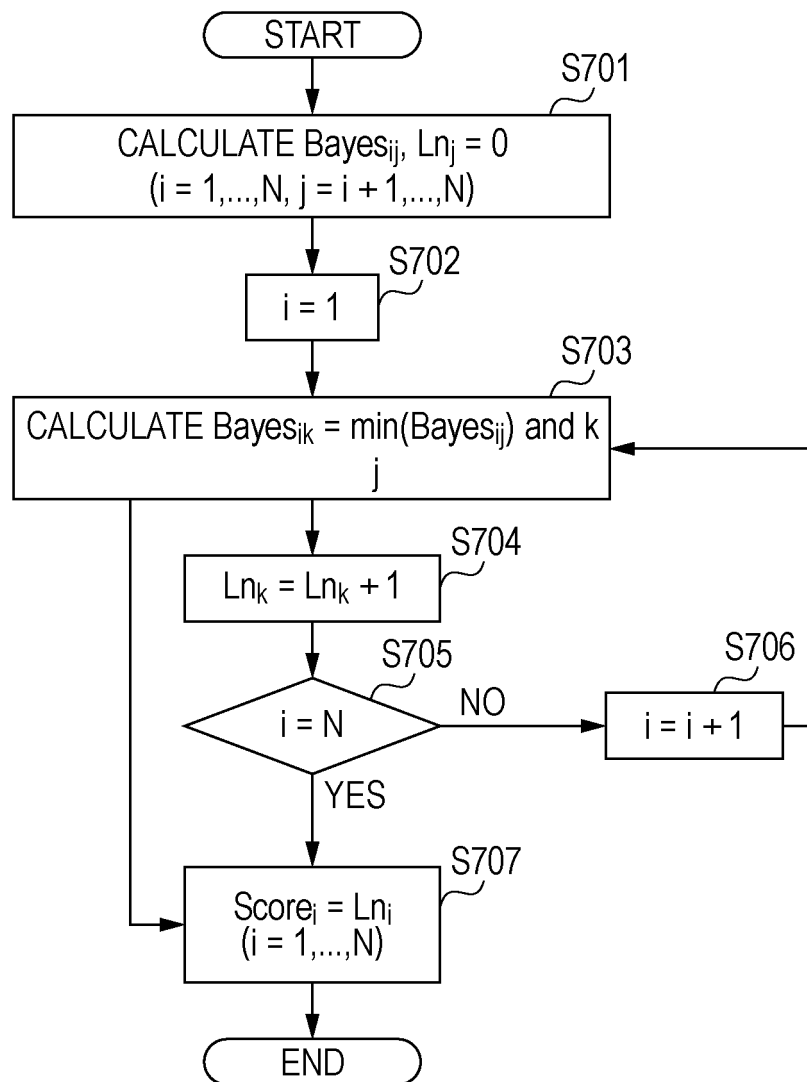 START
S701
CALCULATE Bayesij, Lnj = 0
(i = 1,...,N, j = i + 1,...,N)
S702
i = 1
S703
CALCULATE Bayesik = min(Bayesij) and k
j
S704
Lnk = Lnk + 1
S705
i = N
NO
S706
i = i + 1
YES
S707
Scorei = Lni
(i = 1,...,N)
END